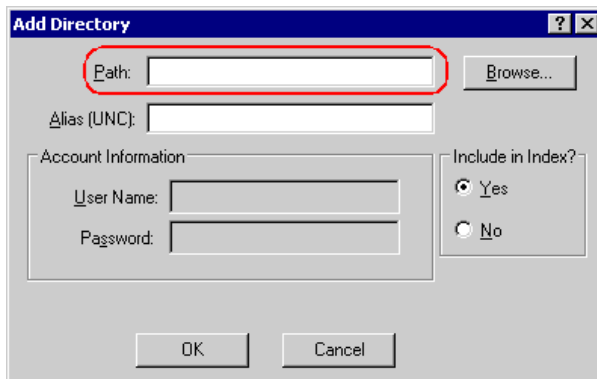 Add Directory
Path:
Browse...
Alias (UNC):
Account Information
User Name:
Password:
Include in Index?
Yes
No
OK
Cancel